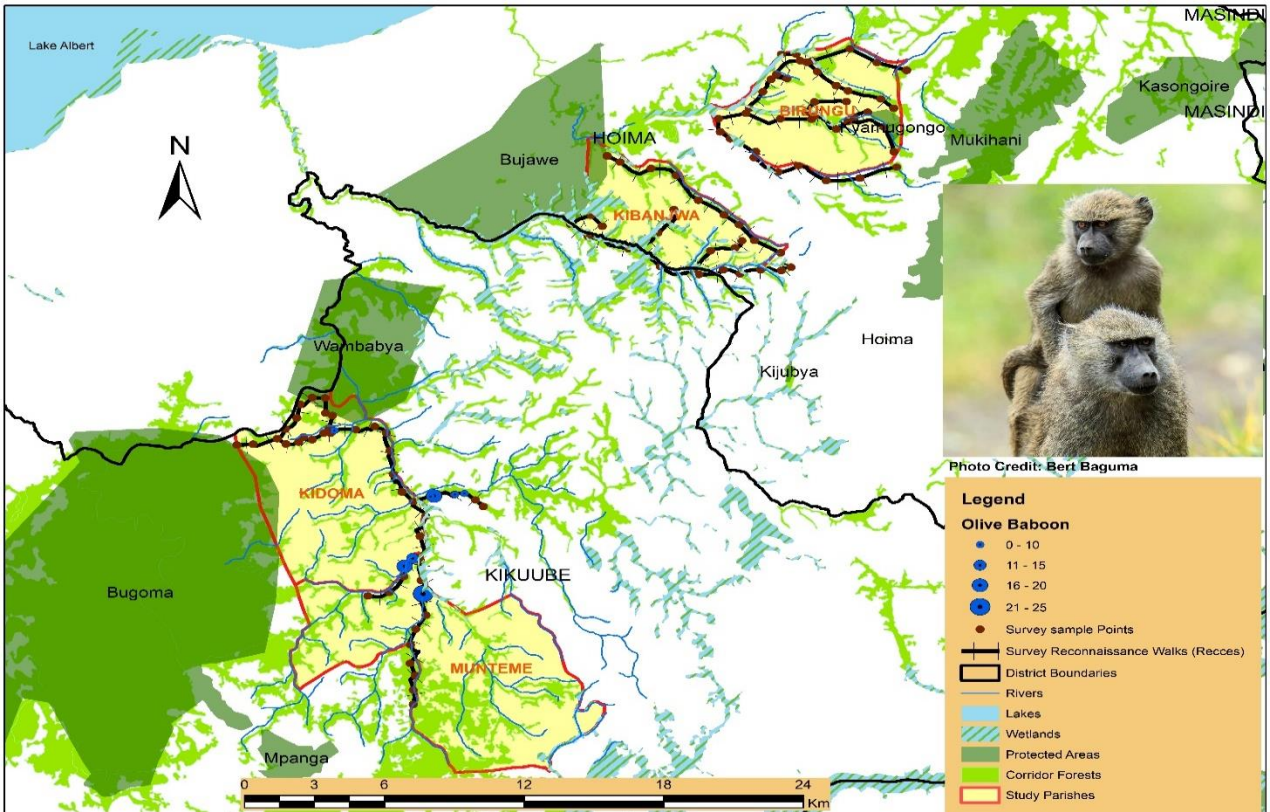 Lake Albert
MASINDI
Kasongoire
MASINDI
BIRUNGU
Kyamugongo
Mukihani
N
HOIMA
Bujawe
KIBANJWA
Hoima
Wambabya
Kijubya
Photo Credit: Bert Baguma
KIDOMA
KIKUUBE
Bugoma
MUNTEME
Mpanga
0 3 6 12 18 24
Km
Legend
Olive Baboon
0 - 10
11 - 15
16 - 20
21 - 25
Survey sample Points
Survey Reconnaissance Walks (Recces)
District Boundaries
Rivers
Lakes
Wetlands
Protected Areas
Corridor Forests
Study Parishes